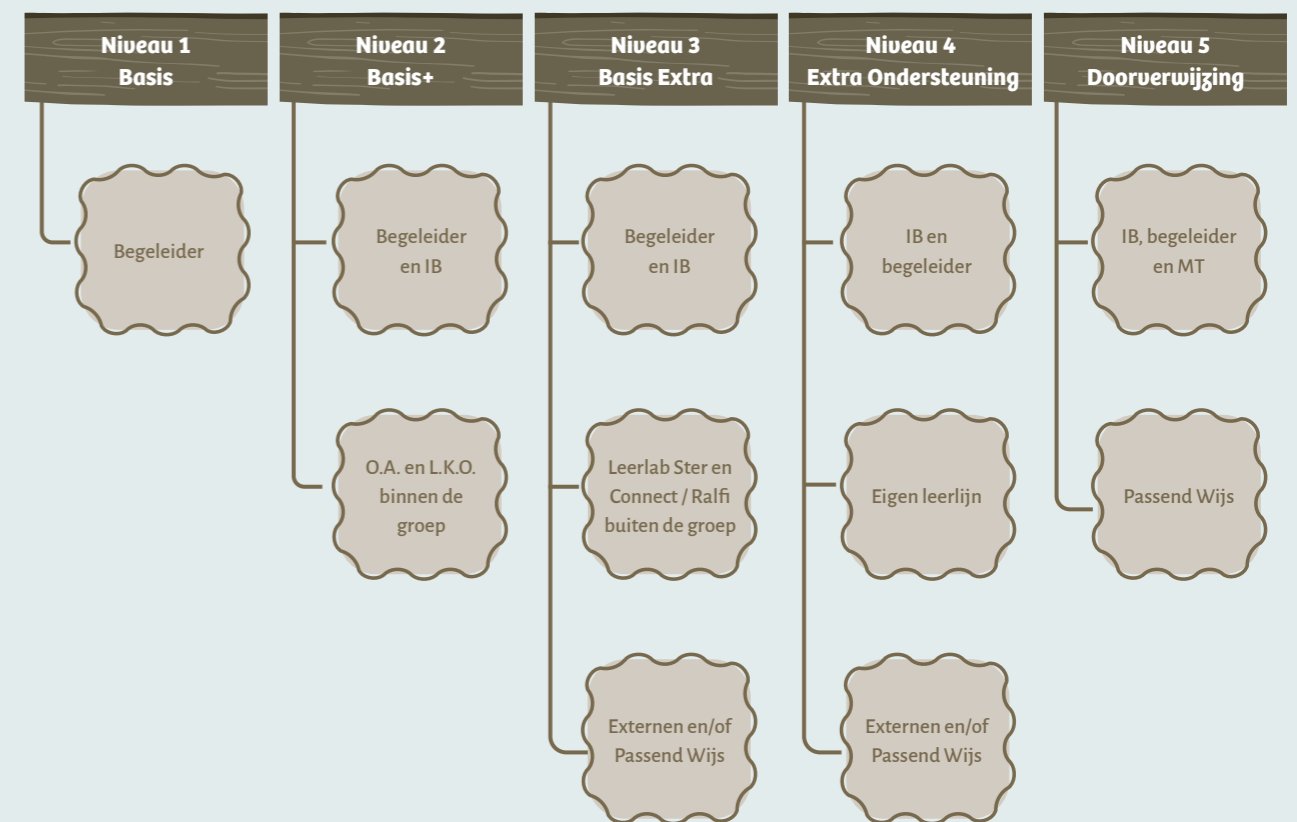 Niveau 1
Basis
Niveau 2
Basis+
Niveau 3
Basis Extra
Niveau 4
Extra Ondersteuning
Niveau 5
Doorverwijzing
Begeleider
Begeleider
en IB
Begeleider
en IB
IB en
begeleider
IB, begeleider
en MT
O.A. en L.K.O.
binnen de
groep
Leerlab Ster en
Connect / Ralfi
buiten de groep
Eigen leerlijn
Passend Wijs
Externen en/of
Passend Wijs
Externen en/of
Passend Wijs